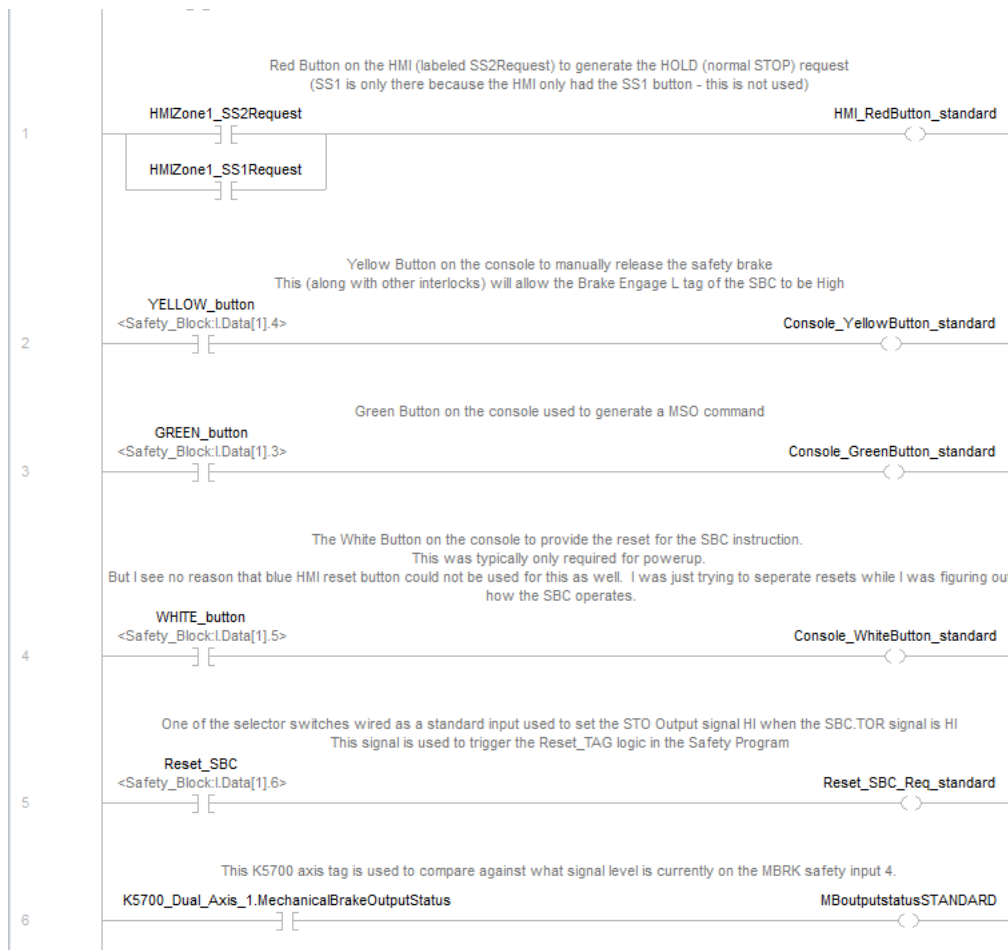 Red Button on the HMI (labeled SS2Request) to generate the HOLD (normal STOP) request
(SS1 is only there because the HMI only had the SS1 button - this is not used)
HMIZone1_SS2Request
HMI_RedButton_standard
1
HMIZone1_SS1Request
Yellow Button on the console to manually release the safety brake
This (along with other interlocks) will allow the Brake Engage L tag of the SBC to be High
YELLOW_button
<Safety_Block:I.Data[1].4>
Console_YellowButton_standard
2
Green Button on the console used to generate a MSO command
GREEN_button
<Safety_Block:I.Data[1].3>
Console_GreenButton_standard
3
The White Button on the console to provide the reset for the SBC instruction.
This was typically only required for powerup.
But I see no reason that blue HMI reset button could not be used for this as well. I was just trying to seperate resets while I was figuring out
how the SBC operates.
WHITE_button
<Safety_Block:I.Data[1].5>
Console_WhiteButton_standard
4
One of the selector switches wired as a standard input used to set the STO Output signal HI when the SBC.TOR signal is HI
This signal is used to trigger the Reset_TAG logic in the Safety Program
Reset_SBC
<Safety_Block:I.Data[1].6>
Reset_SBC_Req_standard
5
This K5700 axis tag is used to compare against what signal level is currently on the MBRK safety input 4.
K5700_Dual_Axis_1.MechanicalBrakeOutputStatus
MBoutputstatusSTANDARD
6